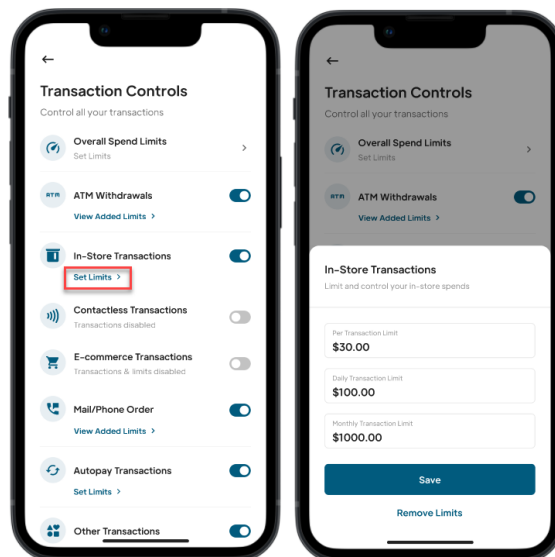 Transaction Controls
Control all your transactions
Overall Spend Limits
Set Limits
ATM
ATM Withdrawals
View Added Limits >
In-Store Transactions
Set Limits >
Contactless Transactions
Transactions disabled
E-commerce Transactions
Transactions & limits disabled
Mail/Phone Order
View Added Limits >
Autopay Transactions
Set Limits >
Other Transactions
Transaction Controls
Control all your transactions
Overall Spend Limits
Set Limits
ATM
ATM Withdrawals
View Added Limits >
In-Store Transactions
Limit and control your in-store spends
Per Transaction Limit
$30.00
Daily Transaction Limit
$100.00
Monthly Transaction Limit
$1000.00
Save
Remove Limits